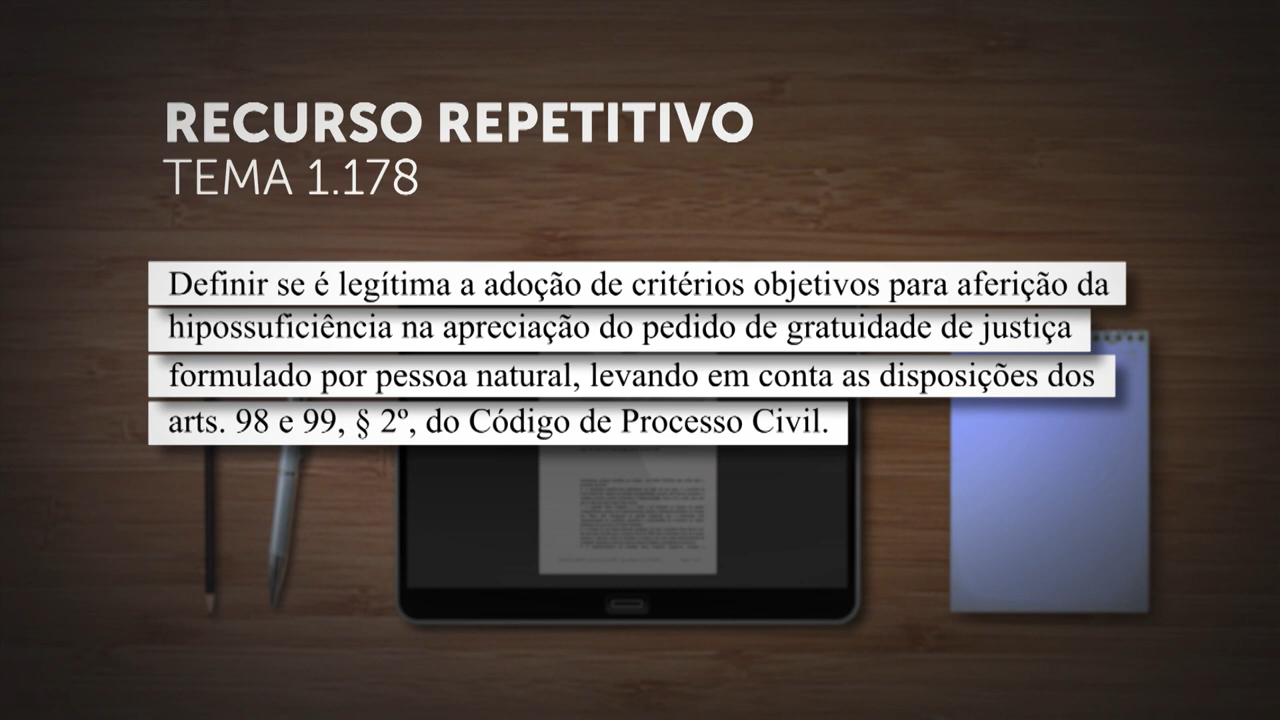 RECURSO REPETITIVO
TEMA 1.178
Definir se é legítima a adoção de critérios objetivos para aferição da
hipossuficiência na apreciação do pedido de gratuidade de justiça
formulado por pessoa natural, levando em conta as disposições dos
arts. 98 e 99, § 2º, do Código de Processo Civil.